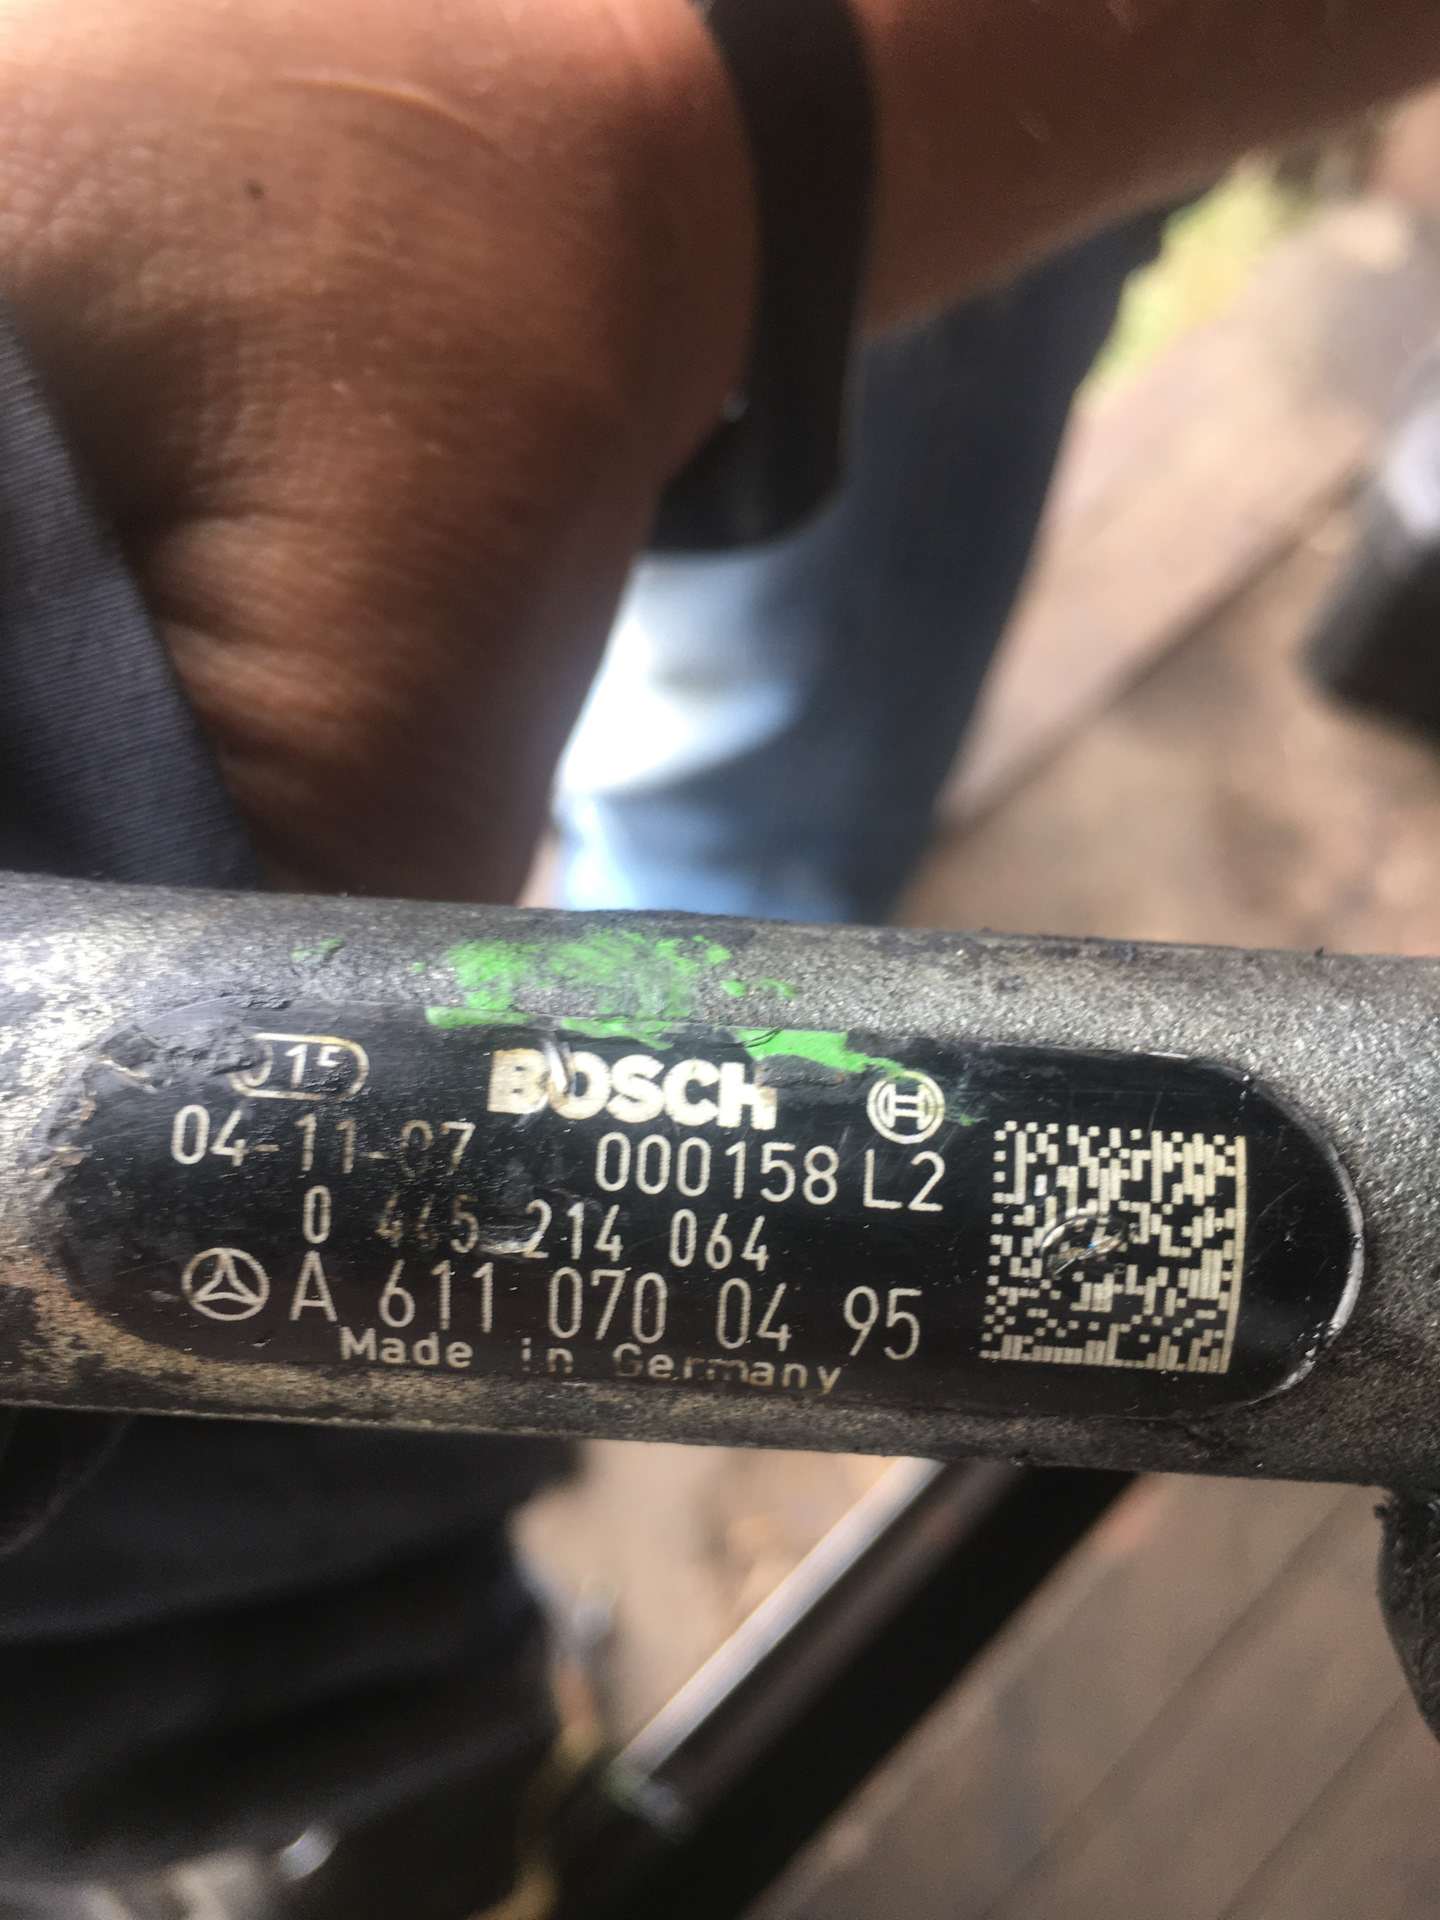 BOSCH
04-11-07 000158 L2
0 445 214 064
A 611 070 04 95
Made in Germany